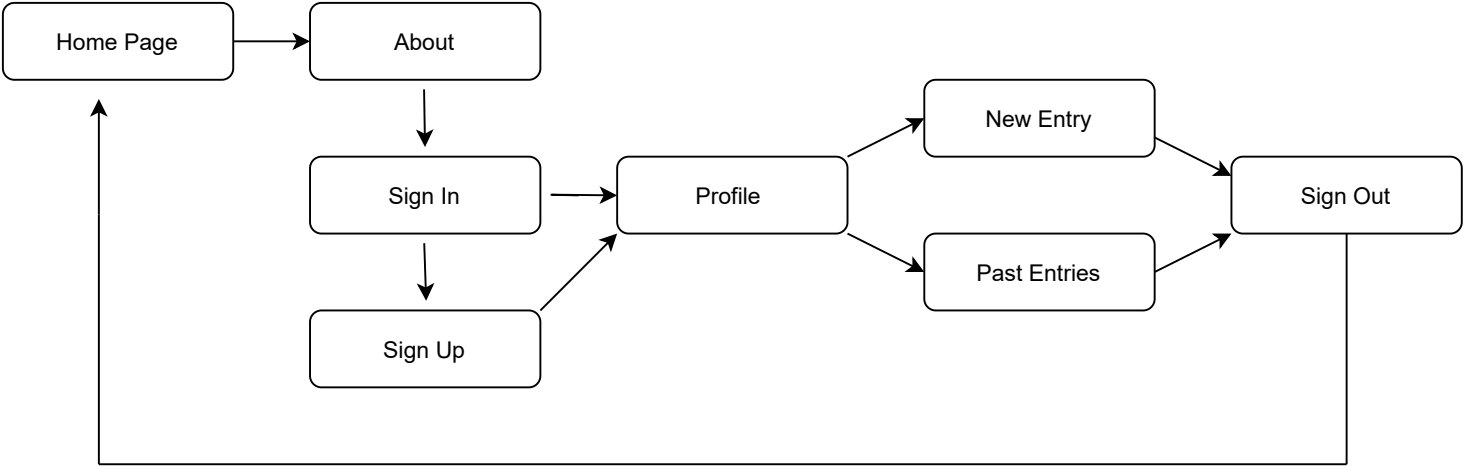 Home Page
About
New Entry
Sign In
Profile
Sign Out
Past Entries
Sign Up